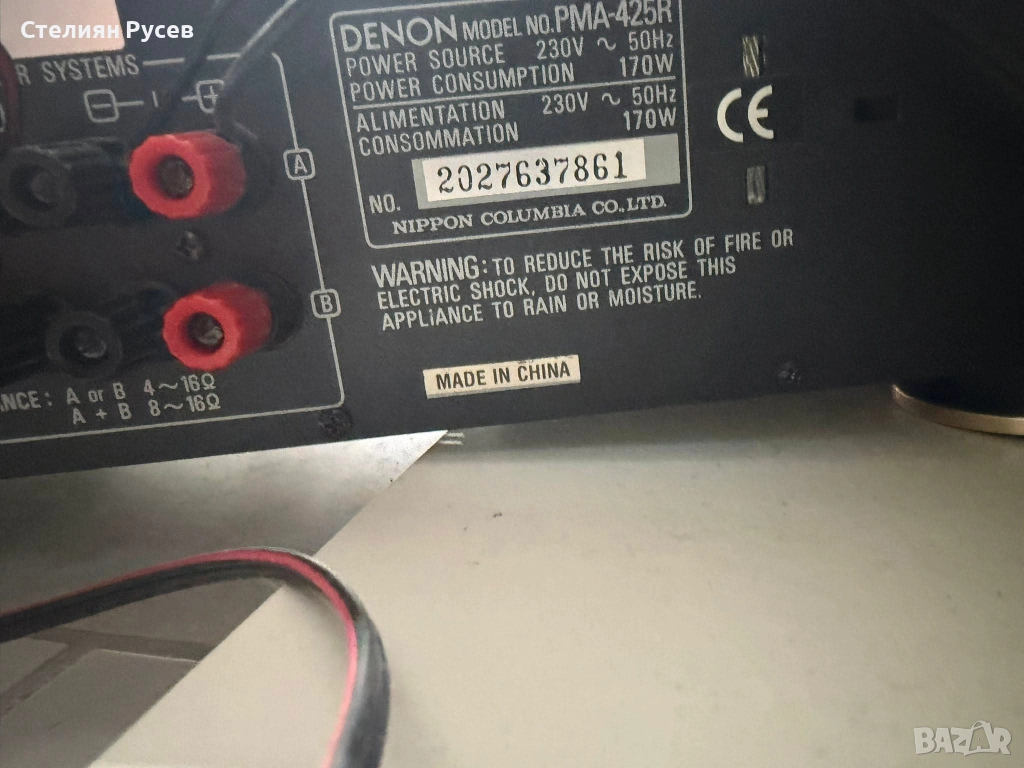 Стелиян Русев
R SYSTEMS
DENON MODEL NO. PMA-425R
POWER SOURCE 230V ~ 50Hz
POWER CONSUMPTION 170W
ALIMENTATION 230V ~ 50Hz
CONSOMMATION 170W
NO. 2027637861
NIPPON COLUMBIA CO., LTD.
CE
A
B
WARNING: TO REDUCE THE RISK OF FIRE OR
ELECTRIC SHOCK, DO NOT EXPOSE THIS
APPLIANCE TO RAIN OR MOISTURE.
MADE IN CHINA
NCE: A or B 4~16Ω
A + B 8~16Ω
BAZAR